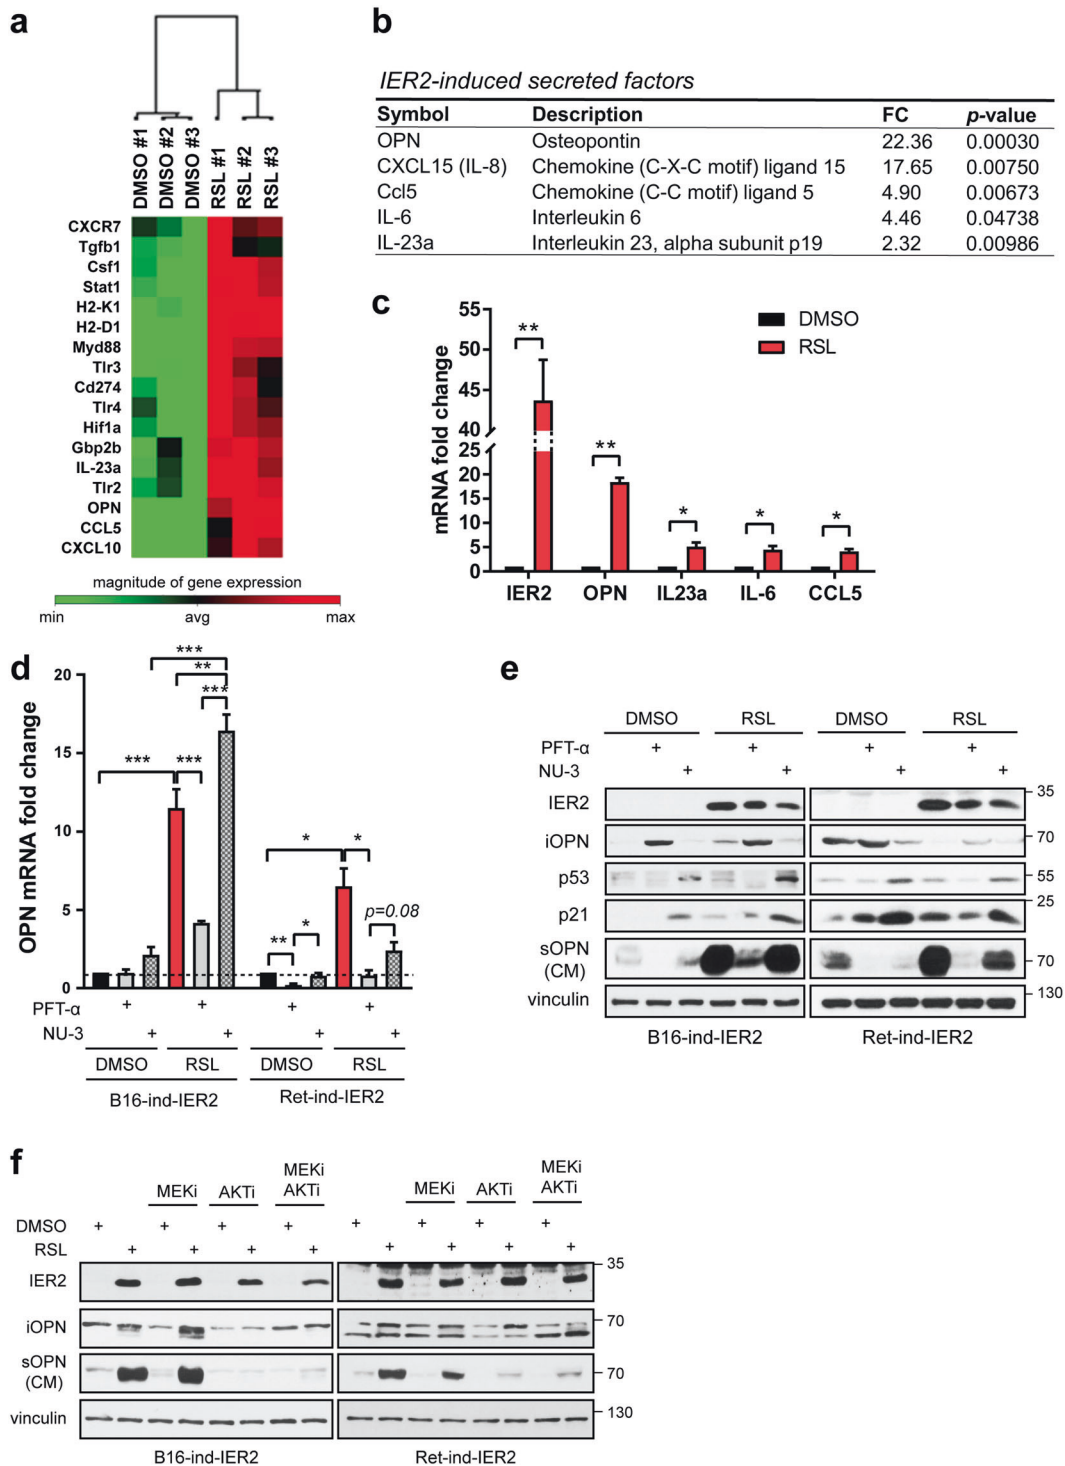 a
DMSO #1
DMSO #2
DMSO #3
RSL #1
RSL #2
RSL #3
CXCR7
Tgfb1
Csf1
Stat1
H2-K1
H2-D1
Myd88
Tlr3
Cd274
Tlr4
Hif1a
Gbp2b
IL-23a
Tlr2
OPN
CCL5
CXCL10
magnitude of gene expression
min avg max
b
IER2-induced secreted factors
Symbol Description FC p-value
OPN Osteopontin 22.36 0.00030
CXCL15 (IL-8) Chemokine (C-X-C motif) ligand 15 17.65 0.00750
Ccl5 Chemokine (C-C motif) ligand 5 4.90 0.00673
IL-6 Interleukin 6 4.46 0.04738
IL-23a Interleukin 23, alpha subunit p19 2.32 0.00986
c
mRNA fold change
55
50
45
40
25
20
15
10
5
0
DMSO
RSL
**
**
*
*
*
IER2 OPN IL23a IL-6 CCL5
d
OPN mRNA fold change
20
15
10
5
0
***
**
***
*** ***
* *
** *
p=0.08
PFT-α + + + +
NU-3 + + + +
DMSO RSL DMSO RSL
B16-ind-IER2 Ret-ind-IER2
e
DMSO RSL DMSO RSL
PFT-α + + + +
NU-3 + + + +
IER2 35
iOPN 70
p53 55
p21 25
sOPN
(CM) 70
vinculin 130
B16-ind-IER2 Ret-ind-IER2
f
MEKi AKTi MEKi
AKTi MEKi AKTi MEKi
AKTi
DMSO + + + + + + + +
RSL + + + + + + + +
IER2 35
iOPN 70
sOPN
(CM) 70
vinculin 130
B16-ind-IER2 Ret-ind-IER2